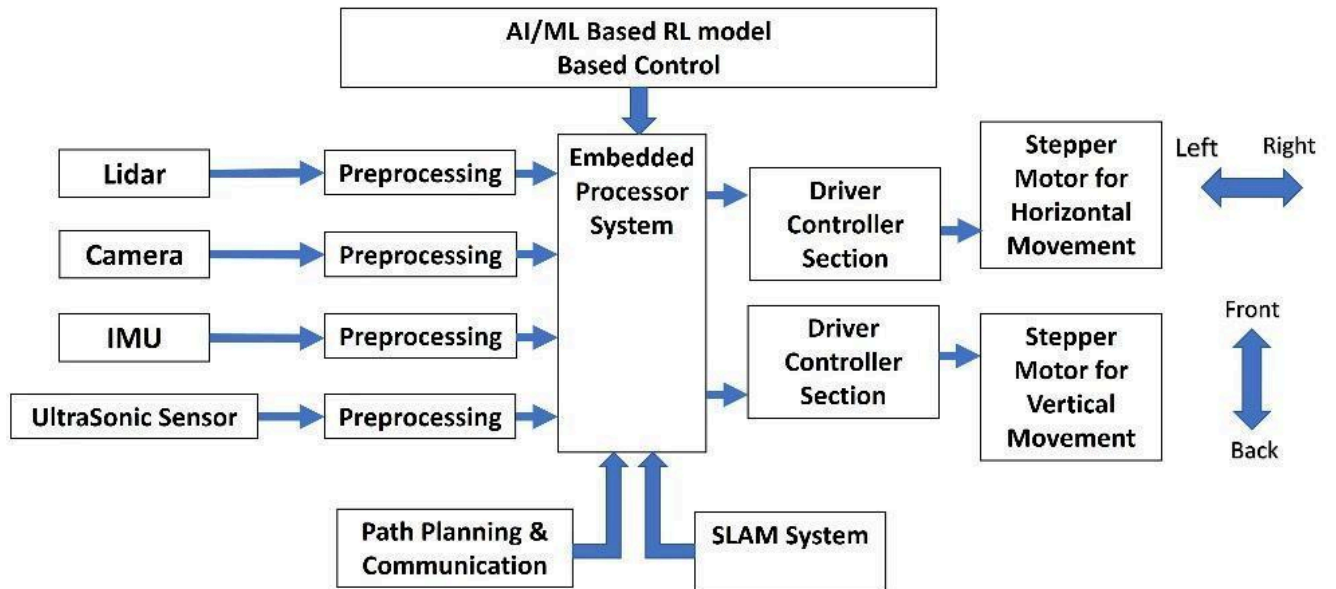 AI/ML Based RL model
Based Control
Lidar
Preprocessing
Camera
Preprocessing
IMU
Preprocessing
UltraSonic Sensor
Preprocessing
Embedded
Processor
System
Driver
Controller
Section
Stepper
Motor for
Horizontal
Movement
Left
Right
Driver
Controller
Section
Stepper
Motor for
Vertical
Movement
Front
Back
Path Planning &
Communication
SLAM System